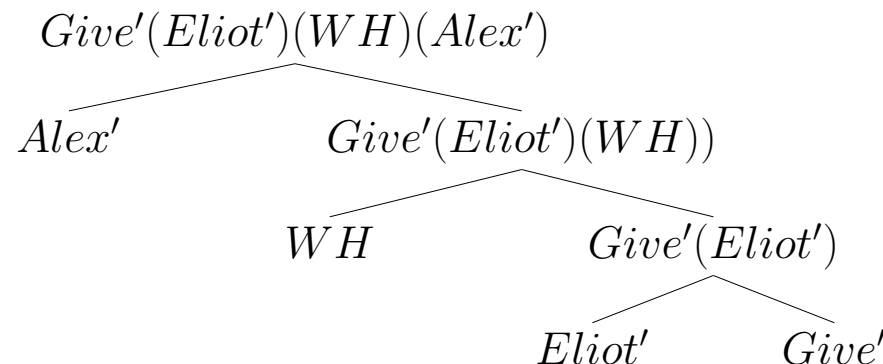 Give′(Eliot′)(WH)(Alex′)
Alex′ Give′(Eliot′)(WH))
WH Give′(Eliot′)
Eliot′ Give′